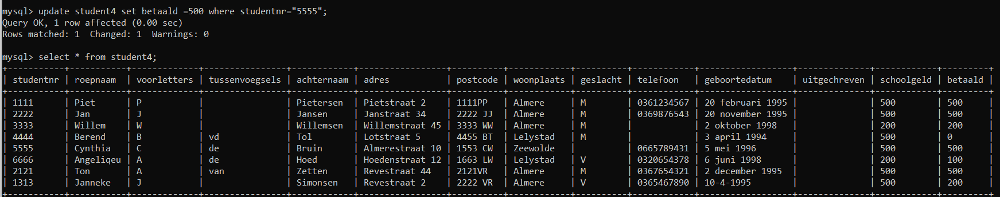 mysql> update student4 set betaald =500 where studentnr="5555";
Query OK, 1 row affected (0.00 sec)
Rows matched: 1  Changed: 1  Warnings: 0
mysql> select * from student4;
+-----------+-----------+-------------+----------------+------------+-----------------+----------+------------+----------+------------+------------------+--------------+------------+---------+
| studentnr | roepnaam  | voorletters | tussenvoegsels | achternaam | adres           | postcode | woonplaats | geslacht | telefoon   | geboortedatum    | uitgechreven | schoolgeld | betaald |
+-----------+-----------+-------------+----------------+------------+-----------------+----------+------------+----------+------------+------------------+--------------+------------+---------+
| 1111      | Piet      | P           |                | Pietersen  | Pietstraat 2    | 1111PP   | Almere     | M        | 0361234567 | 20 februari 1995 |              | 500        | 500     |
| 2222      | Jan       | J           |                | Jansen     | Janstraat 34    | 2222 JJ  | Almere     | M        | 0369876543 | 20 november 1995 |              | 500        | 500     |
| 3333      | Willem    | W           |                | Willemsen  | Willemstraat 45 | 3333 WW  | Almere     | M        |            | 2 oktober 1998   |              | 200        | 200     |
| 4444      | Berend    | B           | vd             | Tol        | Lotstraat 5     | 4455 BT  | Lelystad   | M        |            | 3 april 1994     |              | 500        | 0       |
| 5555      | Cynthia   | C           | de             | Bruin      | Almerestraat 10 | 1553 CW  | Zeewolde   |          | 0665789431 | 5 mei 1996       |              | 500        | 500     |
| 6666      | Angeliqeu | A           | de             | Hoed       | Hoedenstraat 12 | 1663 LW  | Lelystad   | V        | 0320654378 | 6 juni 1998      |              | 200        | 100     |
| 2121      | Ton       | A           | van            | Zetten     | Revestraat 44   | 2121VR   | Almere     | M        | 0367654321 | 2 december 1995  |              | 500        | 500     |
| 1313      | Janneke   | J           |                | Simonsen   | Revestraat 2    | 2222 VR  | Almere     | V        | 0365467890 | 10-4-1995        |              | 500        | 200     |
+-----------+-----------+-------------+----------------+------------+-----------------+----------+------------+----------+------------+------------------+--------------+------------+---------+